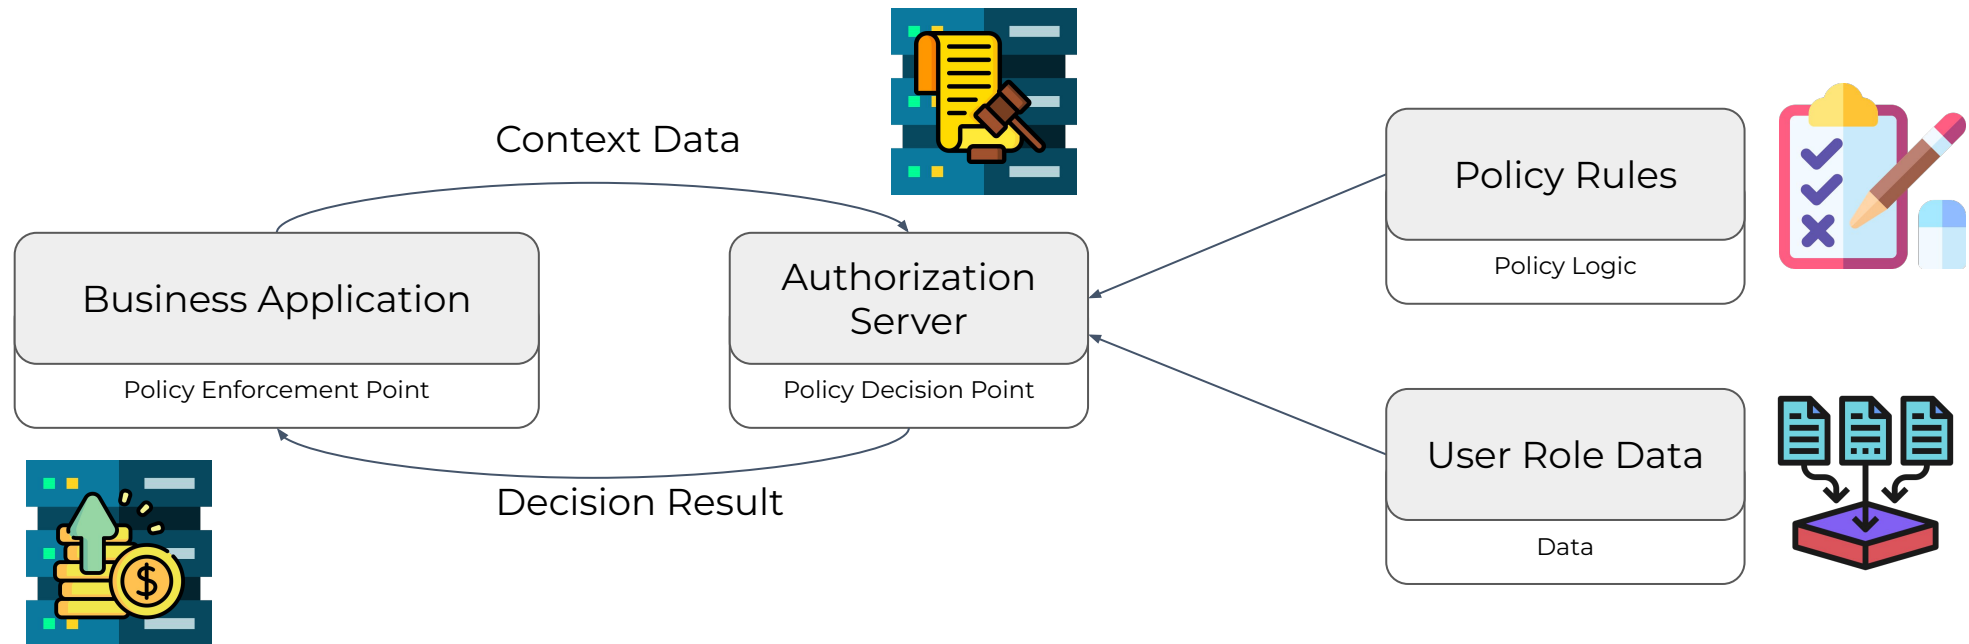 Context Data
Business Application
Policy Enforcement Point
Authorization
Server
Policy Decision Point
Decision Result
Policy Rules
Policy Logic
User Role Data
Data
$